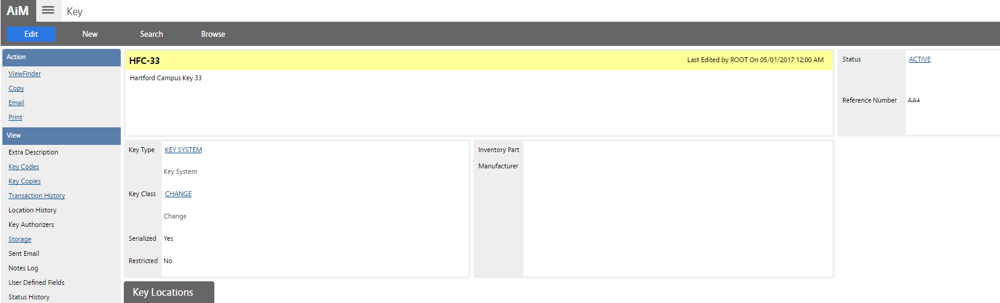 AiM Key
Edit New Search Browse
Action
ViewFinder
Copy
Email
Print
View
Extra Description
Key Codes
Key Copies
Transaction History
Location History
Key Authorizers
Storage
Sent Email
Notes Log
User Defined Fields
Status History
HFC-33 Last Edited by ROOT On 05/01/2017 12:00 AM
Hartford Campus Key 33
Status ACTIVE
Reference Number AA4
Key Type KEY SYSTEM
Key System
Key Class CHANGE
Change
Serialized Yes
Restricted No
Inventory Part
Manufacturer
Key Locations